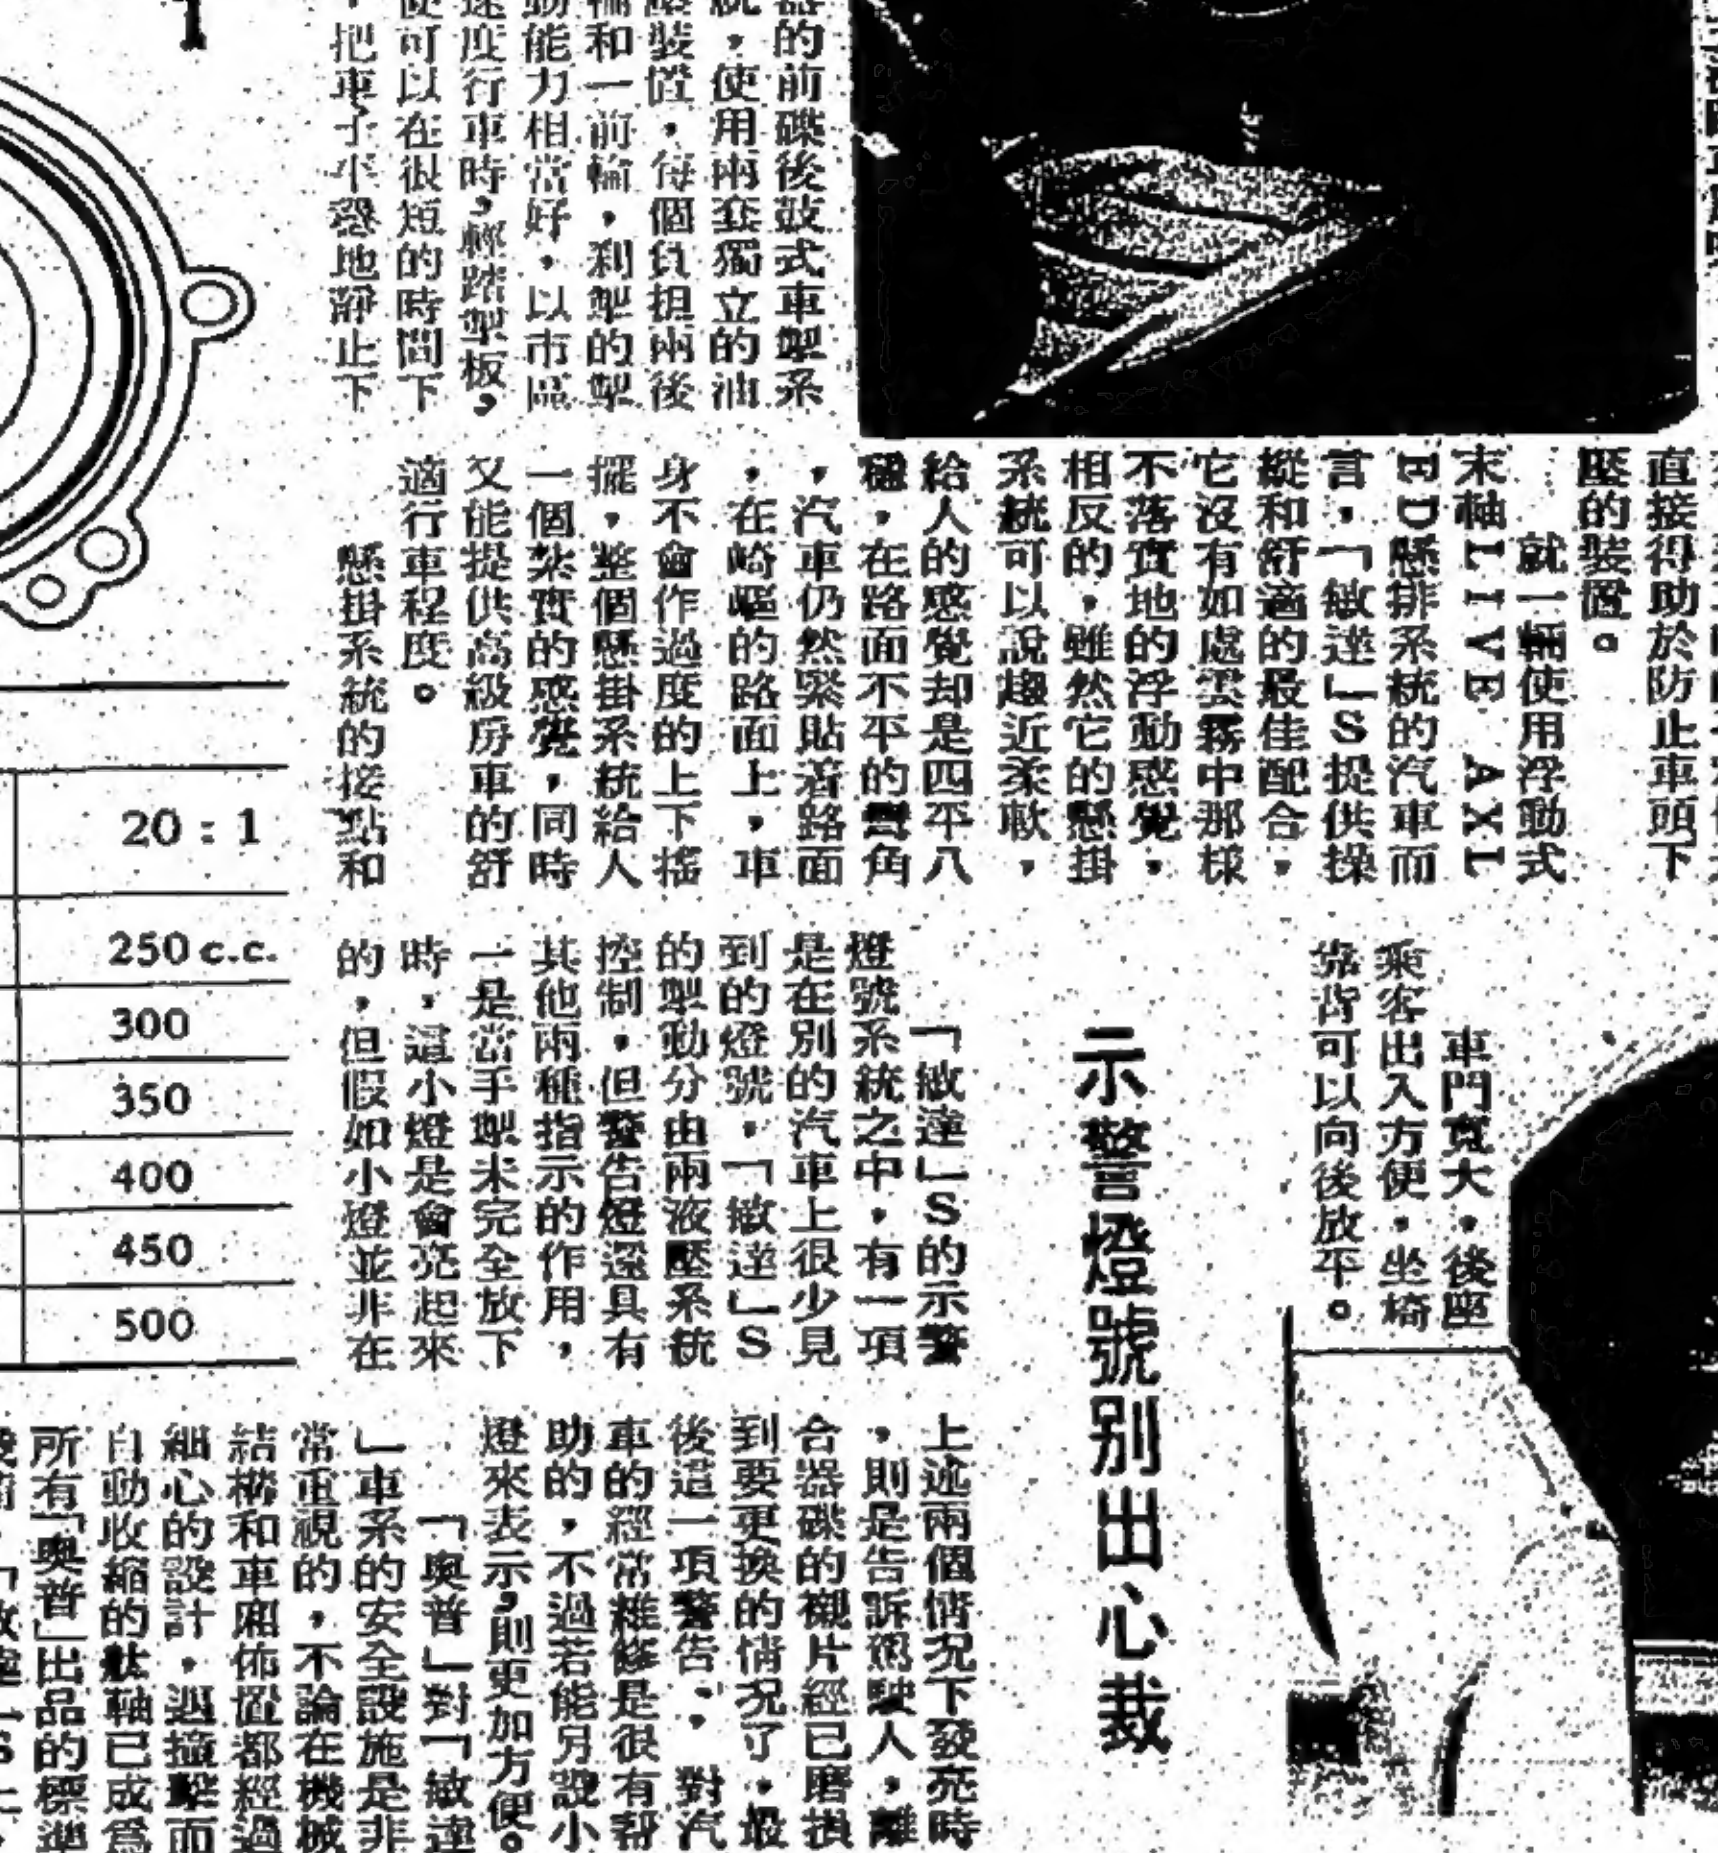 直接得助於防止車頭下
壓的裝置。
就一輛使用浮動式
末軸LIVE AXL
ED懸排系統的汽車而
言，「敏達」S提供操
縱和舒適的最佳配合，
它沒有如處雲霧中那樣
不落實地的浮動感覺，
相反的，雖然它的懸掛
系統可以說趨近柔軟，
給人的感覺却是四平八
穩，在路面不平的彎角
，汽車仍然緊貼着路面
，在崎嶇的路面上，車
身不會作過度的上下搖
擺，整個懸掛系統給人
一個紮實的感覺，同時
又能提供高級房車的舒
適行車程度。
懸掛系統的接點和
器的前碟後鼓式車掣系
統，使用兩套獨立的油
壓裝置，每個負担兩後
輪和一前輪，剎掣的掣
動能力相當好，以市區
速度行車時，輕踏掣板，
便可以在很短的時間下
，把車子平穩地靜止下
車門寬大，後座
乘客出入方便，坐椅
靠背可以向後放平。
示警燈號別出心裁
「敏達」S的示警
燈號系統之中，有一項
是在別的汽車上很少見
到的燈號，「敏達」S
的掣動分由兩液壓系統
控制，但警告燈還具有
其他兩種指示的作用，
一是當手掣未完全放下
時，這小燈是會亮起來
的，但假如小燈並非在
上述兩個情況下發亮時
，則是告訴駕駛人，離
合器碟的襯片經已磨損
到要更換的情況了，最
後這一項警告，對汽
車的經常維修是很有幫
助的，不過若能另設小
燈來表示，則更加方便。
「奧普」對「敏達
」車系的安全設施是非
常重視的，不論在機械
結構和車廂佈置都經過
細心的設計，遇撞擊而
自動收縮的軚軸已成爲
所有「奧普」出品的標準
20 : 1
250 c.c.
300
350
400
450
500